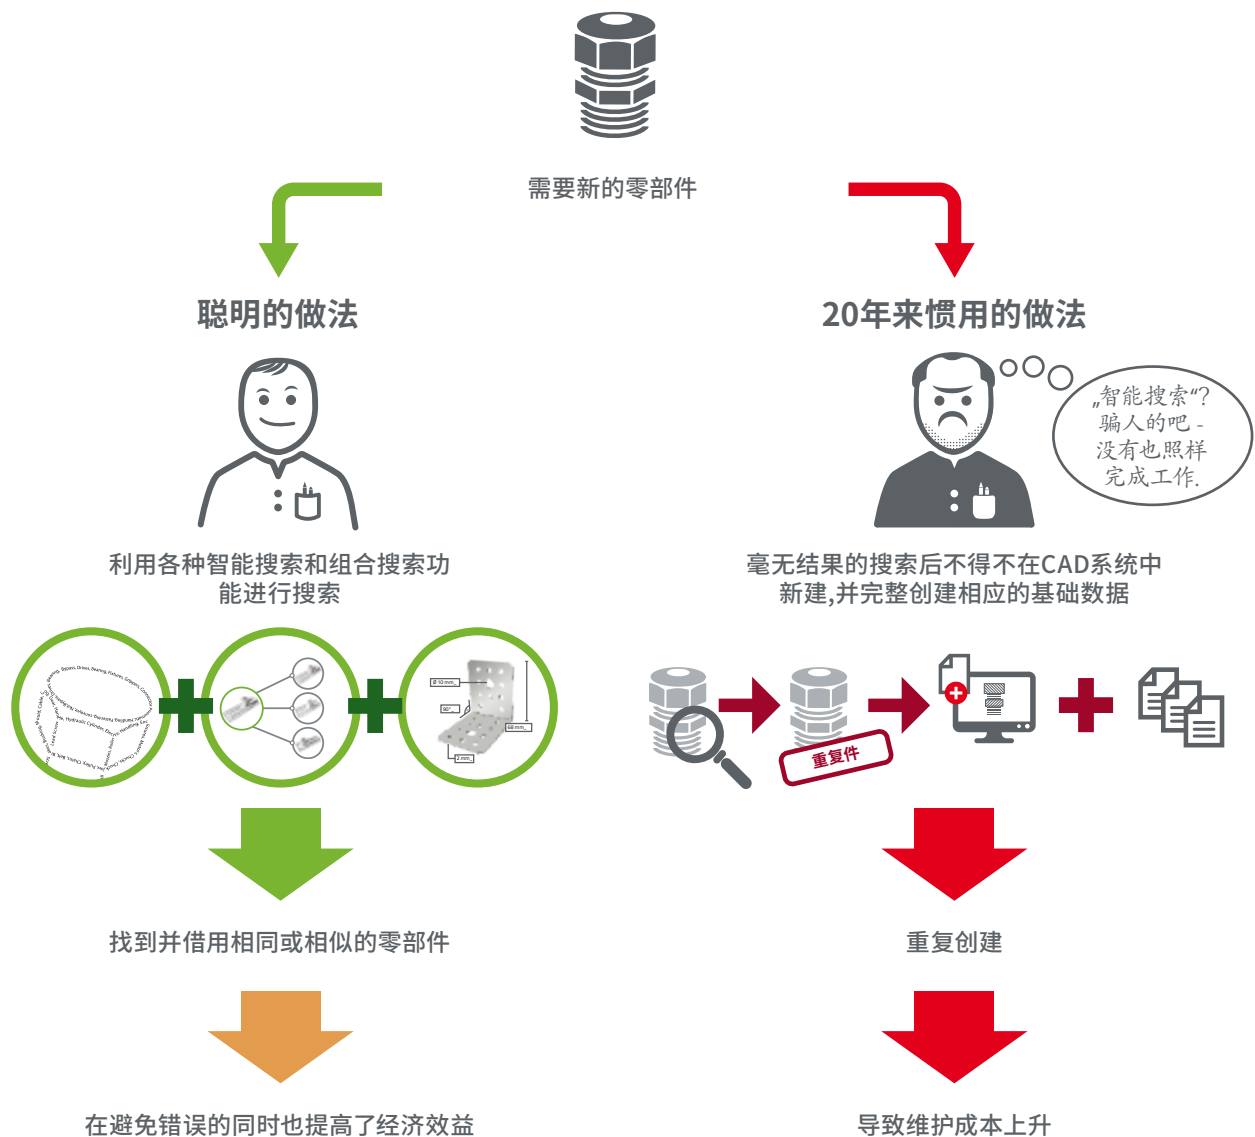 需要新的零部件
聪明的做法
利用各种智能搜索和组合搜索功
能进行搜索
Ø 10 mm
90°
68 mm
2 mm
找到并借用相同或相似的零部件
在避免错误的同时也提高了经济效益
20年来惯用的做法
„智能搜索“?
骗人的吧 -
没有也照样
完成工作.
毫无结果的搜索后不得不在CAD系统中
新建,并完整创建相应的基础数据
重复件
重复创建
导致维护成本上升